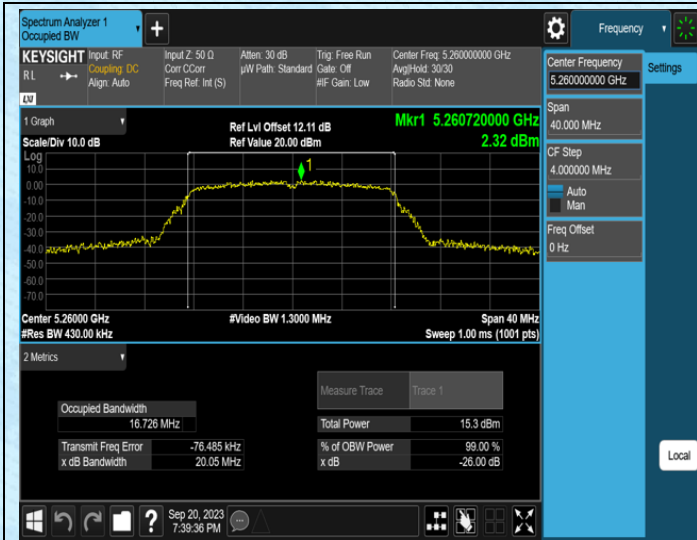 Spectrum Analyzer 1
Occupied BW
Frequency
KEYSIGHT
RL
LXI
Input: RF
Coupling: DC
Align: Auto
Input Z: 50 Ω
Corr CCorr
Freq Ref: Int (S)
Atten: 30 dB
µW Path: Standard
Trig: Free Run
Gate: Off
#IF Gain: Low
Center Freq: 5.260000000 GHz
Avg|Hold: 30/30
Radio Std: None
Center Frequency
5.260000000 GHz
Settings
Span
40.000 MHz
CF Step
4.000000 MHz
Auto
Man
Freq Offset
0 Hz
Local
1 Graph
Scale/Div 10.0 dB
Ref Lvl Offset 12.11 dB
Ref Value 20.00 dBm
Mkr1 5.260720000 GHz
2.32 dBm
Log
10.0
0.00
-10.0
-20.0
-30.0
-40.0
-50.0
-60.0
-70.0
1
Center 5.26000 GHz
#Res BW 430.00 kHz
#Video BW 1.3000 MHz
Span 40 MHz
Sweep 1.00 ms (1001 pts)
2 Metrics
Measure Trace
Trace 1
Occupied Bandwidth
16.726 MHz
Total Power
15.3 dBm
Transmit Freq Error
-76.485 kHz
% of OBW Power
99.00 %
x dB Bandwidth
20.05 MHz
x dB
-26.00 dB
?
Sep 20, 2023
7:39:36 PM